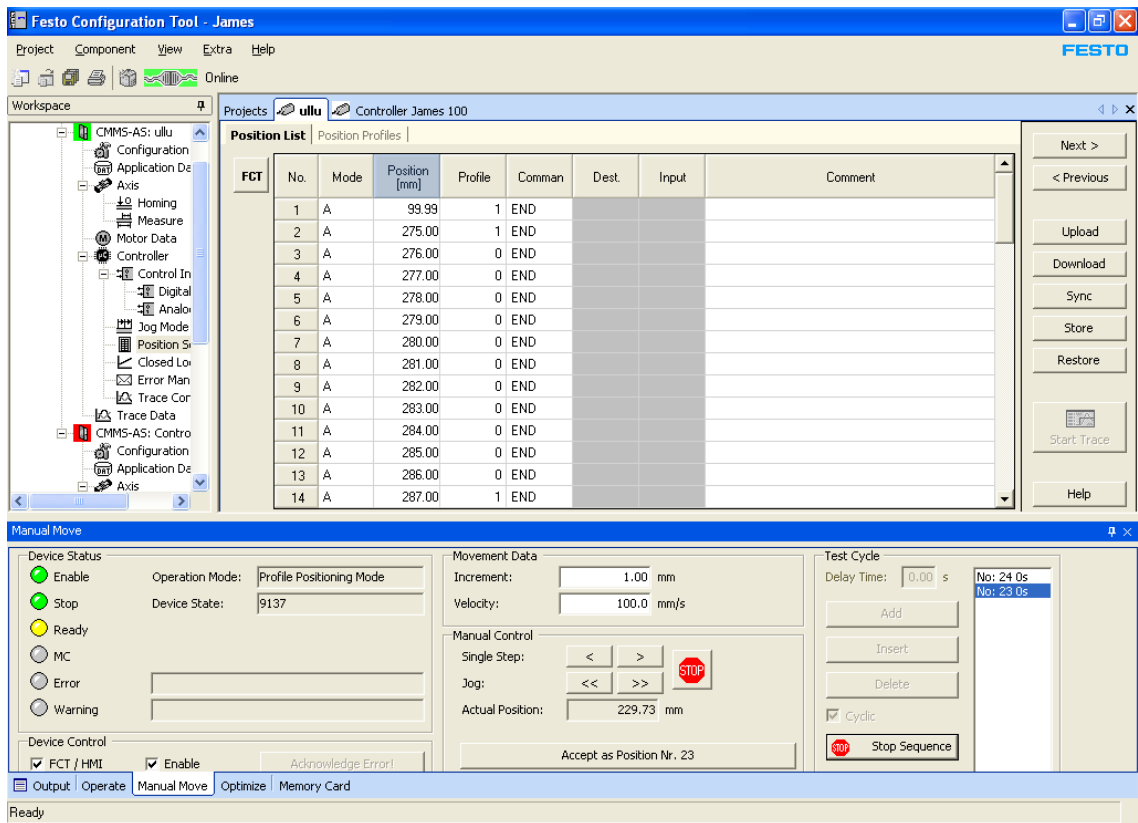 Festo Configuration Tool - James
Project Component View Extra Help
FESTO
Online
Workspace
CMMS-AS: ullu
Configuration
Application Da
Axis
Homing
Measure
Motor Data
Controller
Control In
Digital
Analo
Jog Mode
Position S
Closed Lo
Error Man
Trace Cor
Trace Data
CMMS-AS: Contro
Configuration
Application Da
Axis
Projects ullu Controller James 100
Position List Position Profiles
FCT
No. Mode Position [mm] Profile Comman Dest. Input Comment
1 A 99.99 1 END
2 A 275.00 1 END
3 A 276.00 0 END
4 A 277.00 0 END
5 A 278.00 0 END
6 A 279.00 0 END
7 A 280.00 0 END
8 A 281.00 0 END
9 A 282.00 0 END
10 A 283.00 0 END
11 A 284.00 0 END
12 A 285.00 0 END
13 A 286.00 0 END
14 A 287.00 1 END
Next >
< Previous
Upload
Download
Sync
Store
Restore
Start Trace
Help
Manual Move
Device Status
Enable Operation Mode: Profile Positioning Mode
Stop Device State: 9137
Ready
MC
Error
Warning
Device Control
FCT / HMI Enable Acknowledge Error!
Movement Data
Increment: 1.00 mm
Velocity: 100.0 mm/s
Manual Control
Single Step: < >
STOP
Jog: << >>
Actual Position: 229.73 mm
Accept as Position Nr. 23
Test Cycle
Delay Time: 0.00 s
Add
Insert
Delete
Cyclic
STOP Stop Sequence
No: 24 0s
No: 23 0s
Output Operate Manual Move Optimize Memory Card
Ready